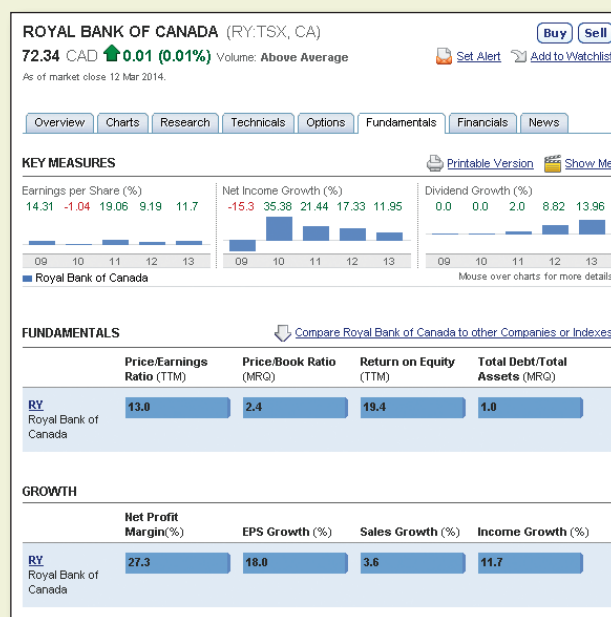 ROYAL BANK OF CANADA (RY:TSX, CA)
Buy Sell
72.34 CAD 0.01 (0.01%) Volume: Above Average
Set Alert Add to Watchlist
As of market close 12 Mar 2014.
Overview Charts Research Technicals Options Fundamentals Financials News
KEY MEASURES
Printable Version Show Me
Earnings per Share (%) Net Income Growth (%) Dividend Growth (%)
14.31 -1.04 19.06 9.19 11.7 -15.3 35.38 21.44 17.33 11.95 0.0 0.0 2.0 8.82 13.96
09 10 11 12 13 09 10 11 12 13 09 10 11 12 13
Royal Bank of Canada
Mouse over charts for more details
FUNDAMENTALS
Compare Royal Bank of Canada to other Companies or Indexes
Price/Earnings Price/Book Ratio Return on Equity Total Debt/Total
Ratio (TTM) (MRQ) (TTM) Assets (MRQ)
RY 13.0 2.4 19.4 1.0
Royal Bank of
Canada
GROWTH
Net Profit
Margin(%) EPS Growth (%) Sales Growth (%) Income Growth (%)
RY 27.3 18.0 3.6 11.7
Royal Bank of
Canada